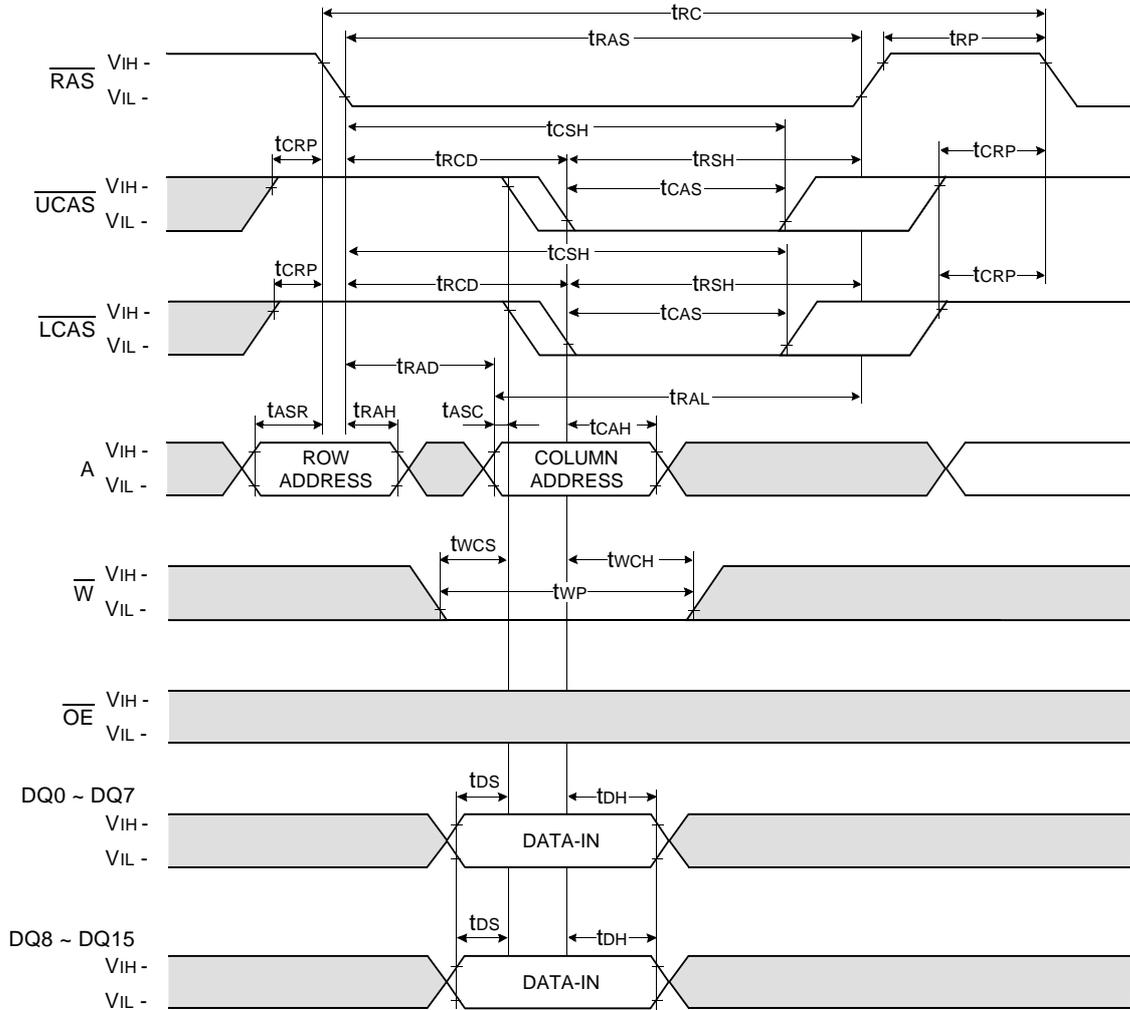 tRC
tRAS
tRP
RAS
VIH -
VIL -
tCSH
tCRP
tRCD
tRSH
tCRP
UCAS
VIH -
VIL -
tCAS
tCSH
tCRP
tRCD
tRSH
tCRP
LCAS
VIH -
VIL -
tCAS
tRAD
tRAL
tASR
tRAH
tASC
tCAH
A
VIH -
VIL -
ROW
ADDRESS
COLUMN
ADDRESS
tWCS
tWCH
W
VIH -
VIL -
tWP
OE
VIH -
VIL -
DQ0 ~ DQ7
tDS
tDH
VIH -
VIL -
DATA-IN
DQ8 ~ DQ15
tDS
tDH
VIH -
VIL -
DATA-IN